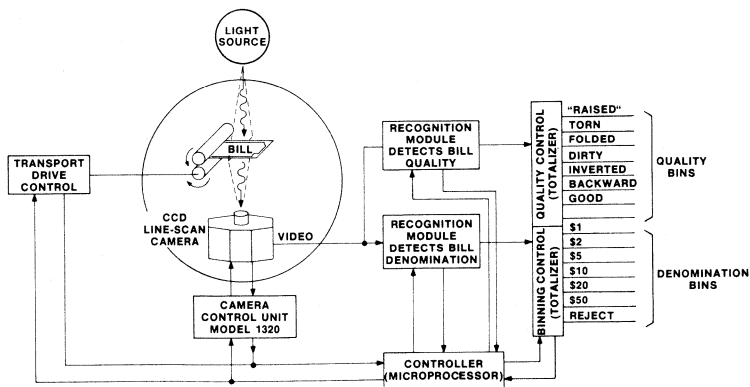 LIGHT
SOURCE
BILL
TRANSPORT
DRIVE
CONTROL
CCD
LINE-SCAN
CAMERA
VIDEO
CAMERA
CONTROL UNIT
MODEL 1320
RECOGNITION
MODULE
DETECTS BILL
QUALITY
RECOGNITION
MODULE
DETECTS BILL
DENOMINATION
CONTROLLER
(MICROPROCESSOR)
QUALITY CONTROL
(TOTALIZER)
"RAISED"
TORN
FOLDED
DIRTY
INVERTED
BACKWARD
GOOD
QUALITY
BINS
BINNING CONTROL
(TOTALIZER)
$1
$2
$5
$10
$20
$50
REJECT
DENOMINATION
BINS